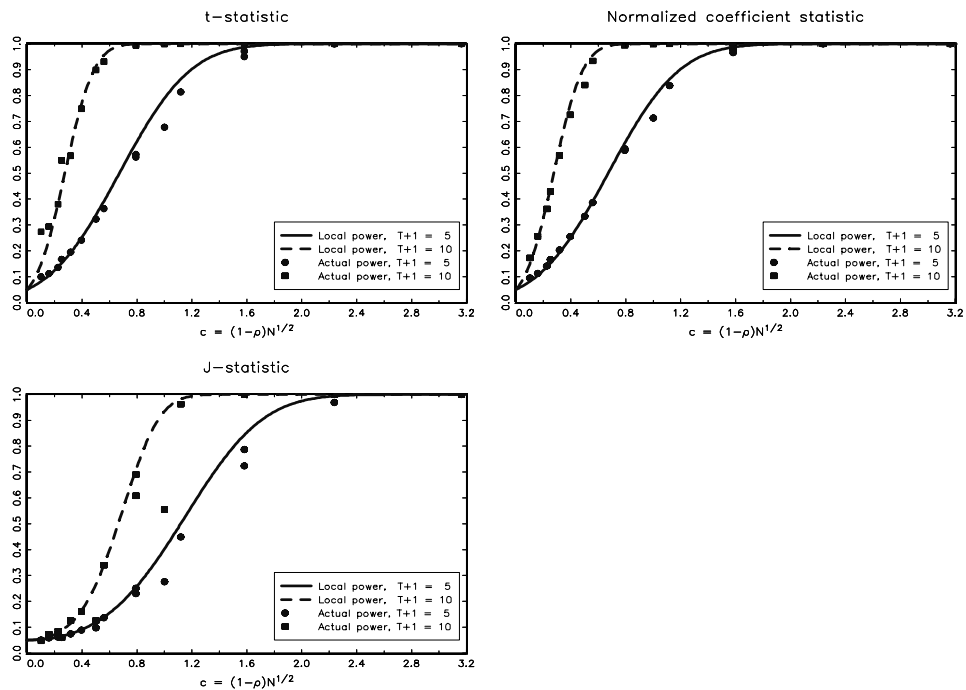 t-statistic
1.0
0.9
0.8
0.7
0.6
0.5
0.4
0.3
0.2
0.1
0.0
Local power, T+1 = 5
Local power, T+1 = 10
Actual power, T+1 = 5
Actual power, T+1 = 10
0.0 0.4 0.8 1.2 1.6 2.0 2.4 2.8 3.2
c = (1-ρ)N^1/2
Normalized coefficient statistic
1.0
0.9
0.8
0.7
0.6
0.5
0.4
0.3
0.2
0.1
0.0
Local power, T+1 = 5
Local power, T+1 = 10
Actual power, T+1 = 5
Actual power, T+1 = 10
0.0 0.4 0.8 1.2 1.6 2.0 2.4 2.8 3.2
c = (1-ρ)N^1/2
J-statistic
1.0
0.9
0.8
0.7
0.6
0.5
0.4
0.3
0.2
0.1
0.0
Local power, T+1 = 5
Local power, T+1 = 10
Actual power, T+1 = 5
Actual power, T+1 = 10
0.0 0.4 0.8 1.2 1.6 2.0 2.4 2.8 3.2
c = (1-ρ)N^1/2